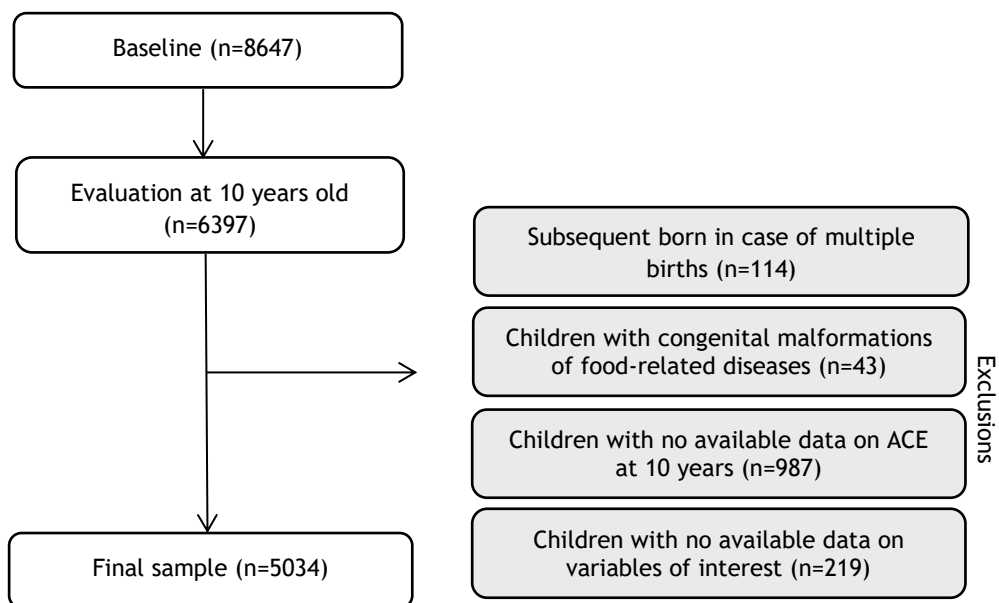 Baseline (n=8647)
Evaluation at 10 years old
(n=6397)
Subsequent born in case of multiple
births (n=114)
Children with congenital malformations
of food-related diseases (n=43)
Children with no available data on ACE
at 10 years (n=987)
Children with no available data on
variables of interest (n=219)
Exclusions
Final sample (n=5034)